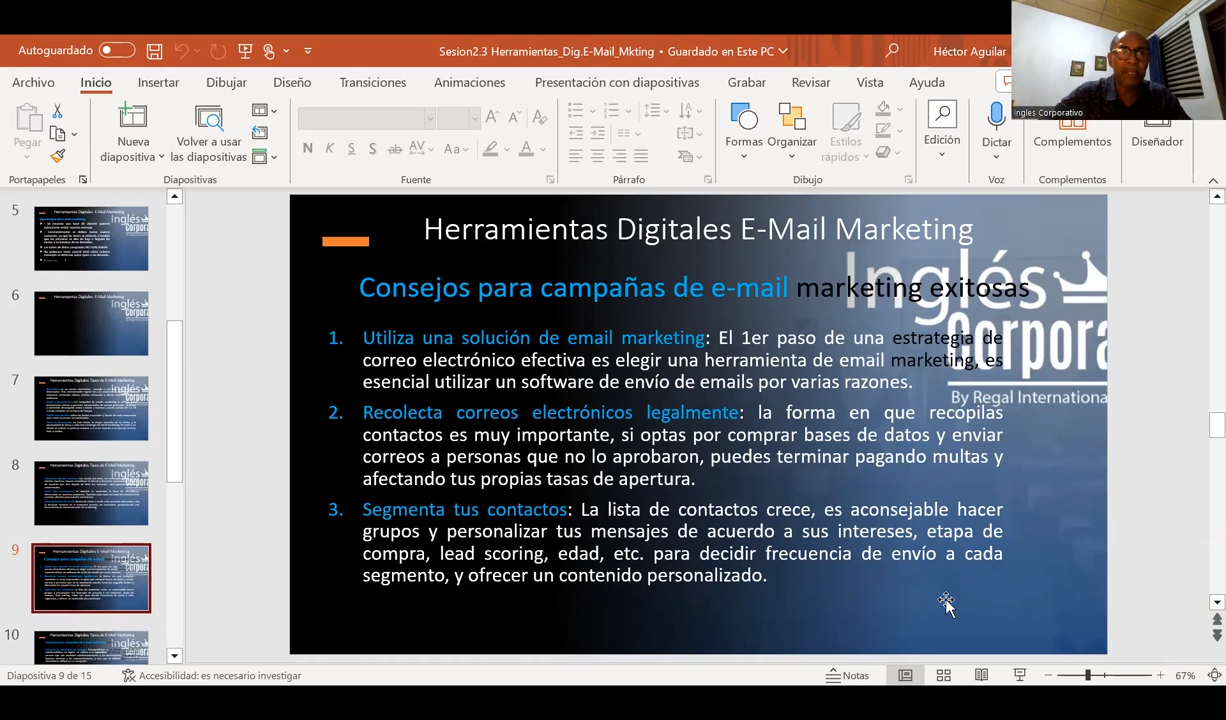 Autoguardado
Sesion2.3 Herramientas_Dig.E-Mail_Mkting • Guardado en Este PC
Héctor Aguilar
Archivo Inicio Insertar Dibujar Diseño Transiciones Animaciones Presentación con diapositivas Grabar Revisar Vista Ayuda
Ingles Corporativo
Pegar
Nueva diapositiva
Volver a usar las diapositivas
N K S S ab AV Aa A
Formas
Organizar
Estilos rápidos
Edición
Dictar
Complementos
Diseñador
Portapapeles Diapositivas Fuente Párrafo Dibujo Voz Complementos
5
6
7
8
9
10
Herramientas Digitales E-Mail Marketing
Consejos para campañas de e-mail marketing exitosas
1. Utiliza una solución de email marketing: El 1er paso de una estrategia de
correo electrónico efectiva es elegir una herramienta de email marketing, es
esencial utilizar un software de envío de emails por varias razones.
2. Recolecta correos electrónicos legalmente: la forma en que recopilas
contactos es muy importante, si optas por comprar bases de datos y enviar
correos a personas que no lo aprobaron, puedes terminar pagando multas y
afectando tus propias tasas de apertura.
3. Segmenta tus contactos: La lista de contactos crece, es aconsejable hacer
grupos y personalizar tus mensajes de acuerdo a sus intereses, etapa de
compra, lead scoring, edad, etc. para decidir frecuencia de envío a cada
segmento, y ofrecer un contenido personalizado.
Inglés
Corpora
By Regal Internationa
Diapositiva 9 de 15
Accesibilidad: es necesario investigar
Notas
67%